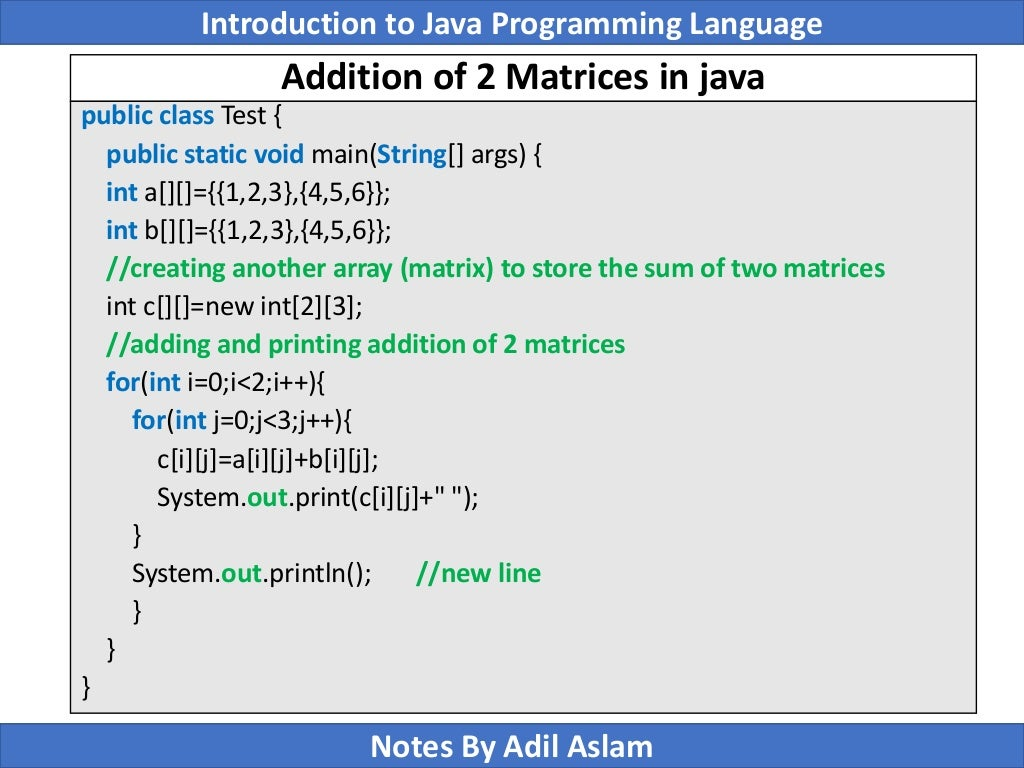 Introduction to Java Programming Language
Addition of 2 Matrices in java
public class Test {
public static void main(String[] args) {
int a[][]={{1,2,3},{4,5,6}};
int b[][]={{1,2,3},{4,5,6}};
//creating another array (matrix) to store the sum of two matrices
int c[][]=new int[2][3];
//adding and printing addition of 2 matrices
for(int i=0;i<2;i++){
for(int j=0;j<3;j++){
c[i][j]=a[i][j]+b[i][j];
System.out.print(c[i][j]+" ");
}
System.out.println(); //new line
}
}
}
Notes By Adil Aslam